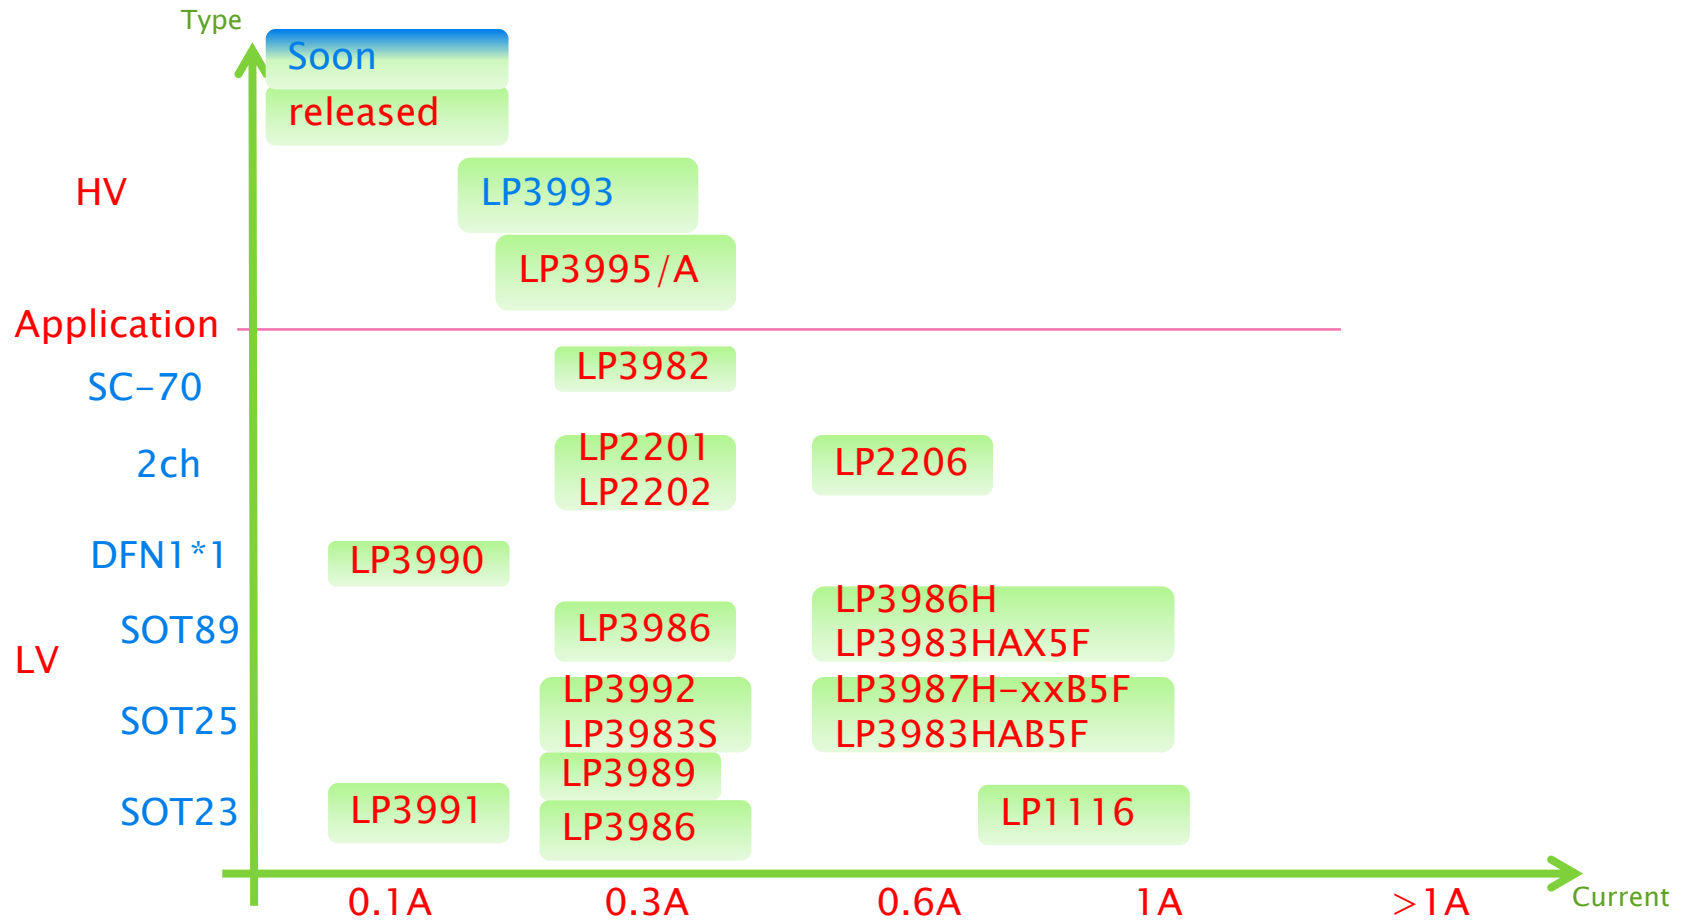 Type
Soon
released
HV
LP3993
LP3995/A
Application
LP3982
SC-70
LP2201
LP2202
2ch
LP2206
DFN1*1
LP3990
LP3986H
LP3983HAX5F
SOT89
LP3986
LV
LP3992
LP3983S
LP3987H-xxB5F
LP3983HAB5F
SOT25
LP3989
SOT23
LP3991
LP3986
LP1116
0.1A
0.3A
0.6A
1A
>1A
Current